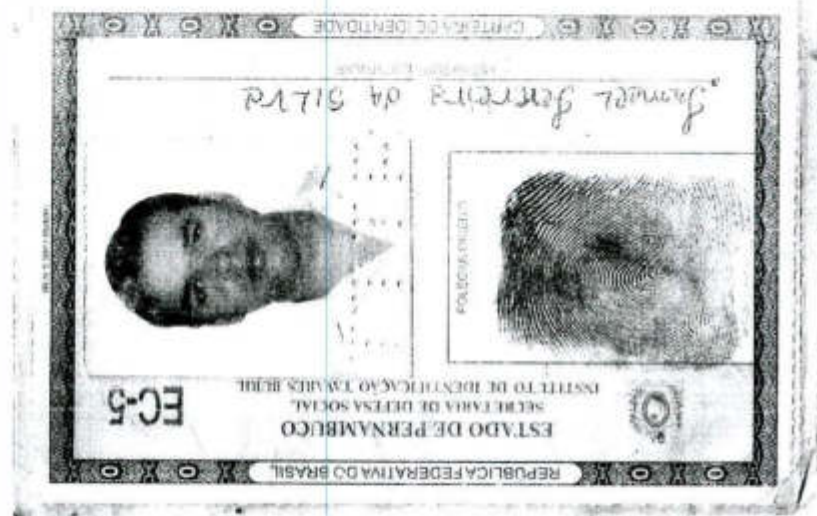 REPÚBLICA FEDERATIVA DO BRASIL
ESTADO DE PERNAMBUCO
SECRETARIA DE DEFESA SOCIAL
INSTITUTO DE IDENTIFICAÇÃO TAVARES BURIL
EC-5
POLEGAR DIREITO
Samuel Ferreira da SILVA
CARTEIRA DE IDENTIDADE